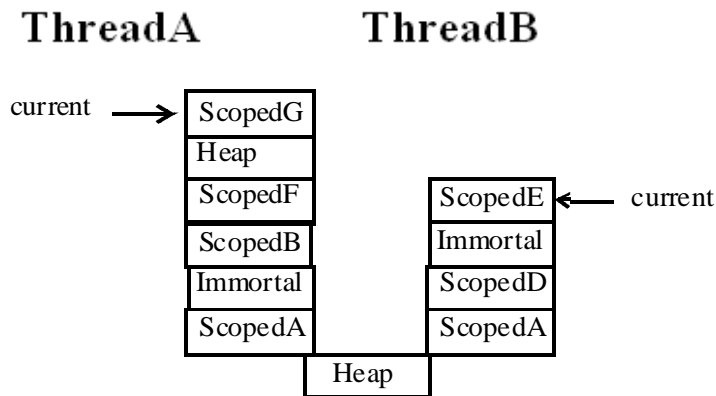 ThreadA ThreadB
current ScopedG
Heap
ScopedF ScopedE current
ScopedB Immortal
Immortal ScopedD
ScopedA ScopedA
Heap